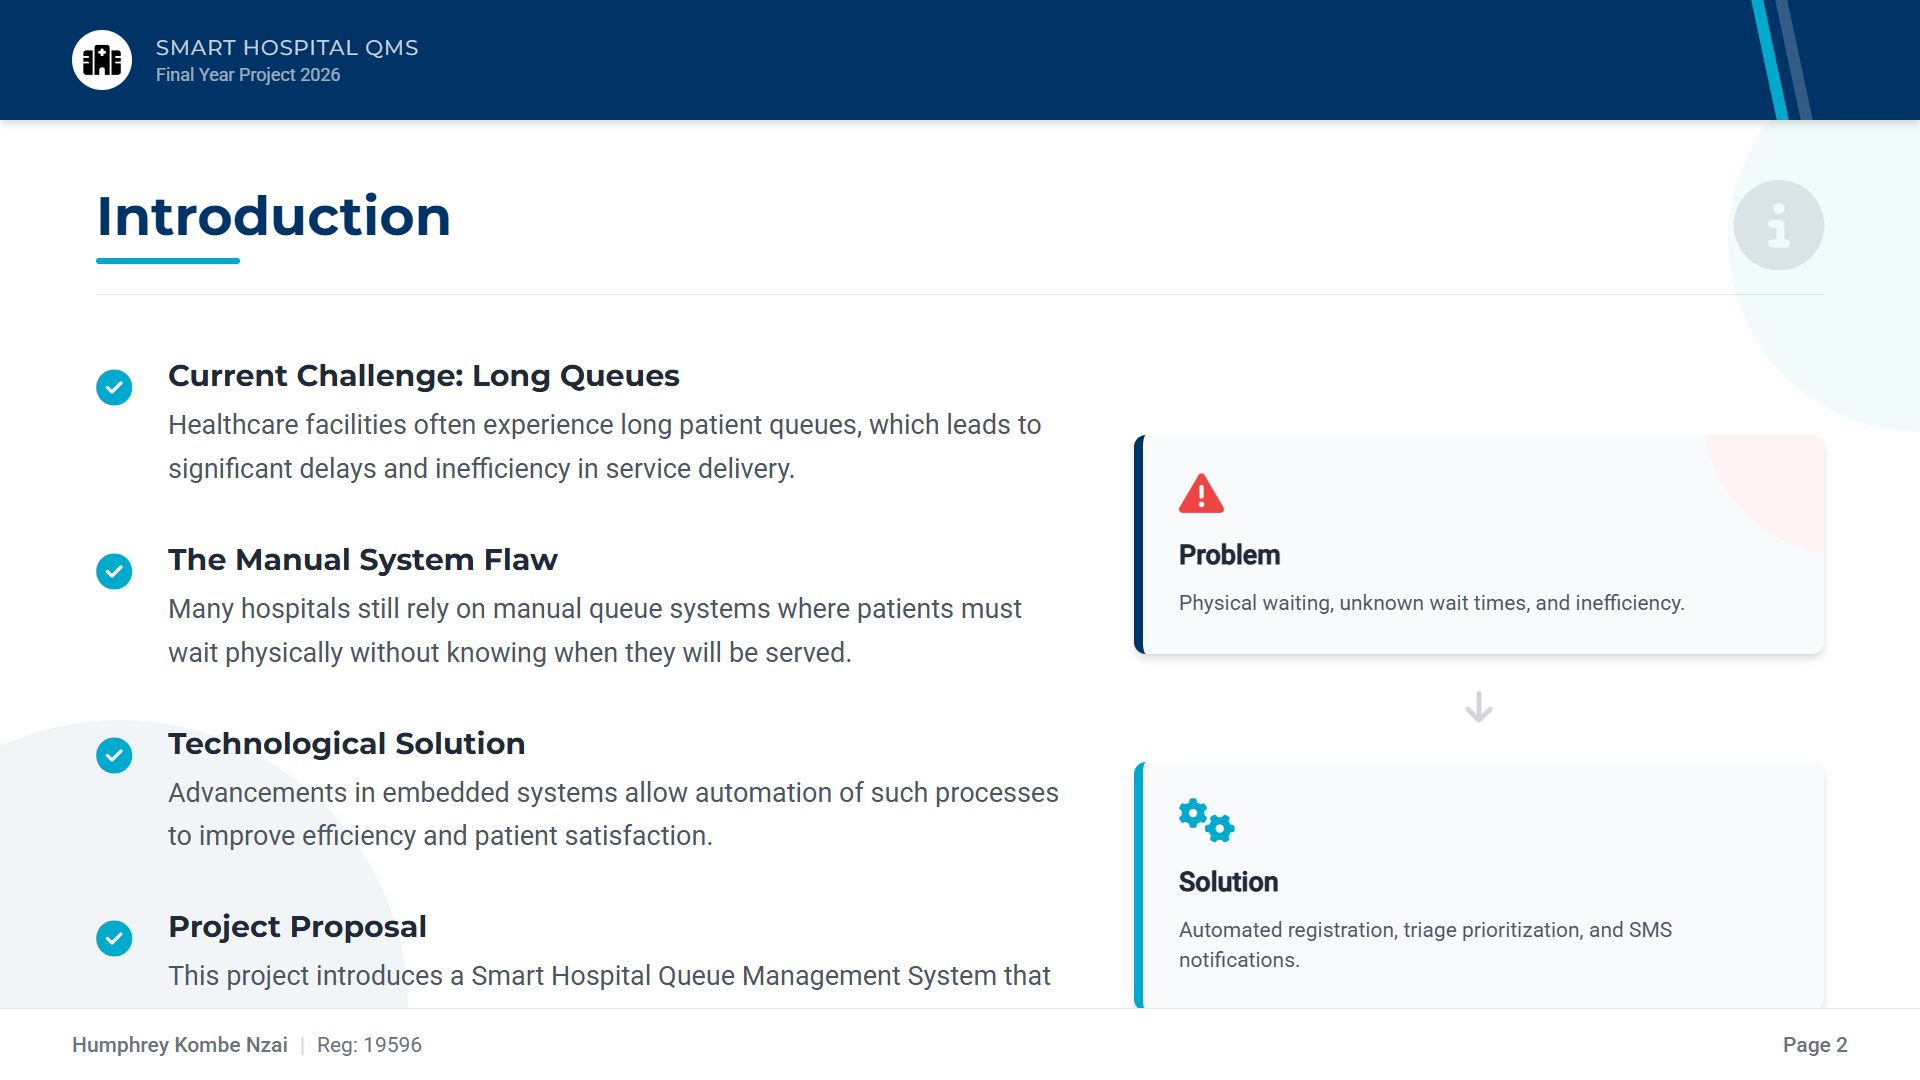 SMART HOSPITAL QMS
Final Year Project 2026
Introduction
Current Challenge: Long Queues
Healthcare facilities often experience long patient queues, which leads to
significant delays and inefficiency in service delivery.
The Manual System Flaw
Many hospitals still rely on manual queue systems where patients must
wait physically without knowing when they will be served.
Technological Solution
Advancements in embedded systems allow automation of such processes
to improve efficiency and patient satisfaction.
Project Proposal
This project introduces a Smart Hospital Queue Management System that
Problem
Physical waiting, unknown wait times, and inefficiency.
Solution
Automated registration, triage prioritization, and SMS
notifications.
Humphrey Kombe Nzai | Reg: 19596
Page 2